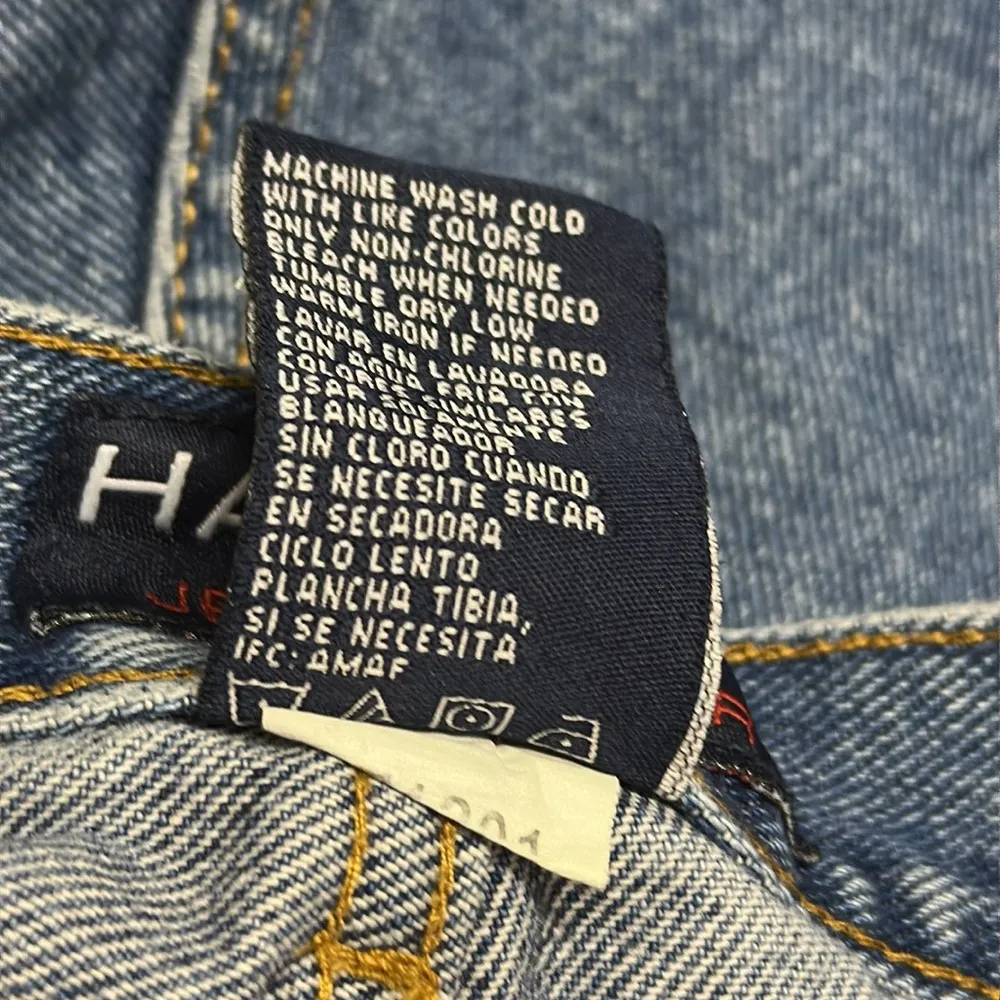 MACHINE WASH COLD
WITH LIKE COLORS
ONLY NON-CHLORINE
BLEACH WHEN NEEDED
TUMBLE DRY LOW
WARM IRON IF NEEDED
LAVAR EN LAVADORA
CON AGUA FRIA CON
COLORES SIMILARES
USAR SOLAMENTE
BLANQUEADOR
SIN CLORO CUANDO
SE NECESITE SECAR
EN SECADORA
CICLO LENTO
PLANCHA TIBIA,
SI SE NECESITA
IFC: AMAF
HA
JE